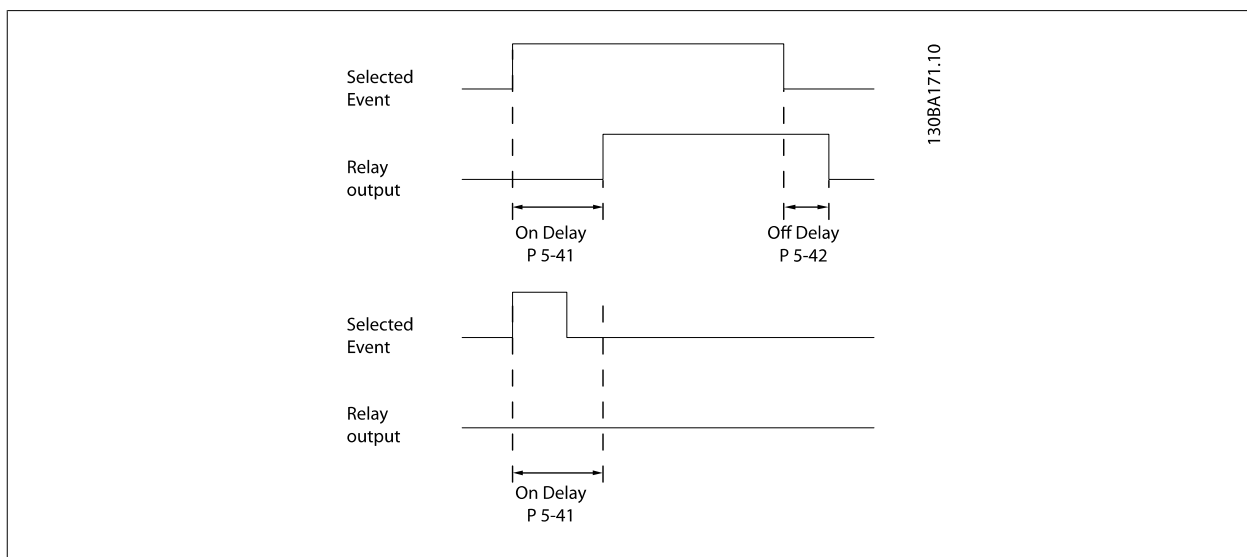 Selected
Event
130BA171.10
Relay
output
On Delay
P 5-41
Off Delay
P 5-42
Selected
Event
Relay
output
On Delay
P 5-41